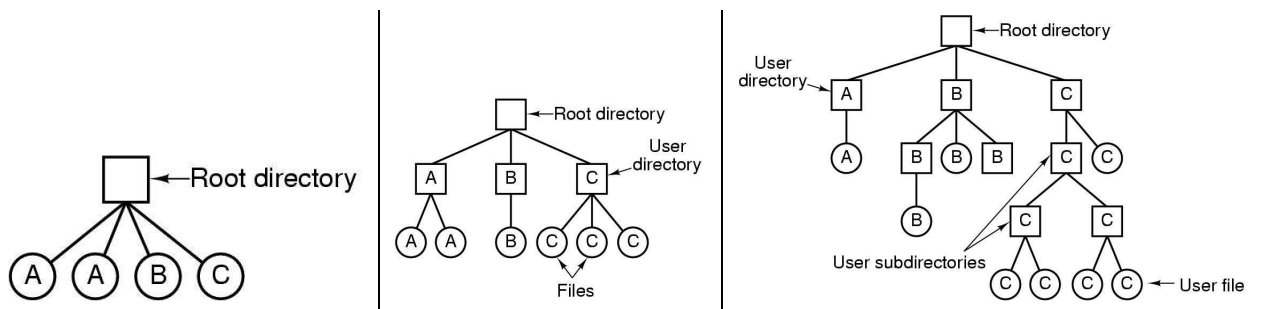 Root directory
A A B C
Root directory
User
directory
A B C
A A B C C C
Files
Root directory
User
directory
A B C
A B B B C C
B C C
User subdirectories
C C C C
User file